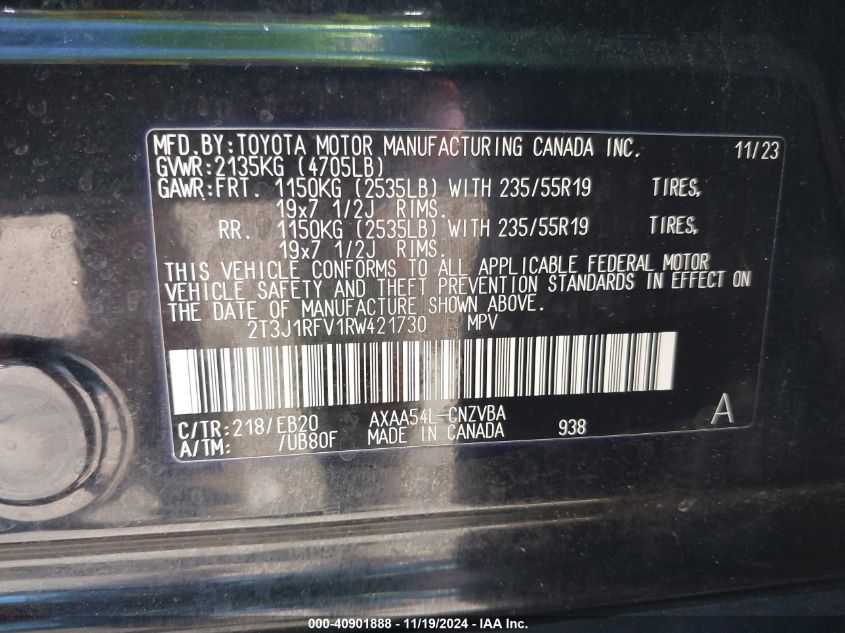 MFD.BY:TOYOTA MOTOR MANUFACTURING CANADA INC. 11/23
GVWR:2135KG (4705LB)
GAWR:FRT. 1150KG (2535LB) WITH 235/55R19 TIRES,
19x7 1/2J RIMS.
RR. 1150KG (2535LB) WITH 235/55R19 TIRES,
19x7 1/2J RIMS.
THIS VEHICLE CONFORMS TO ALL APPLICABLE FEDERAL MOTOR
VEHICLE SAFETY AND THEFT PREVENTION STANDARDS IN EFFECT ON
THE DATE OF MANUFACTURE SHOWN ABOVE.
2T3J1RFV1RW421730 MPV
C/TR:218/EB20 AXAA54L-CNZVBA A
A/TM: /UB80F MADE IN CANADA 938
000-40901888 - 11/19/2024 - IAA Inc.